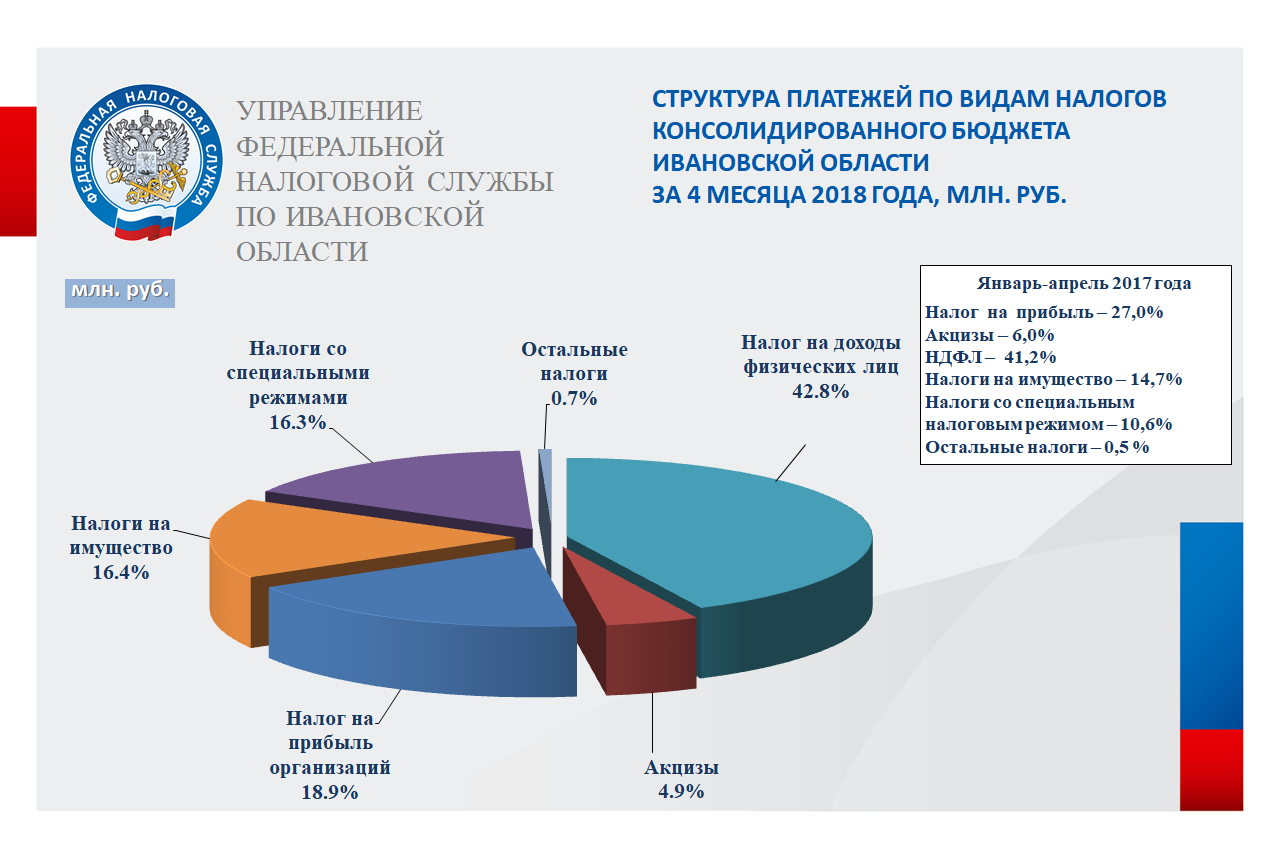 ФЕДЕРАЛЬНАЯ НАЛОГОВАЯ СЛУЖБА
УПРАВЛЕНИЕ
ФЕДЕРАЛЬНОЙ
НАЛОГОВОЙ СЛУЖБЫ
ПО ИВАНОВСКОЙ
ОБЛАСТИ
СТРУКТУРА ПЛАТЕЖЕЙ ПО ВИДАМ НАЛОГОВ
КОНСОЛИДИРОВАННОГО БЮДЖЕТА
ИВАНОВСКОЙ ОБЛАСТИ
ЗА 4 МЕСЯЦА 2018 ГОДА, МЛН. РУБ.
млн. руб.
Январь-апрель 2017 года
Налог на прибыль – 27,0%
Акцизы – 6,0%
НДФЛ – 41,2%
Налоги на имущество – 14,7%
Налоги со специальным
налоговым режимом – 10,6%
Остальные налоги – 0,5 %
Налоги со
специальными
режимами
16.3%
Остальные
налоги
0.7%
Налог на доходы
физических лиц
42.8%
Налоги на
имущество
16.4%
Налог на
прибыль
организаций
18.9%
Акцизы
4.9%